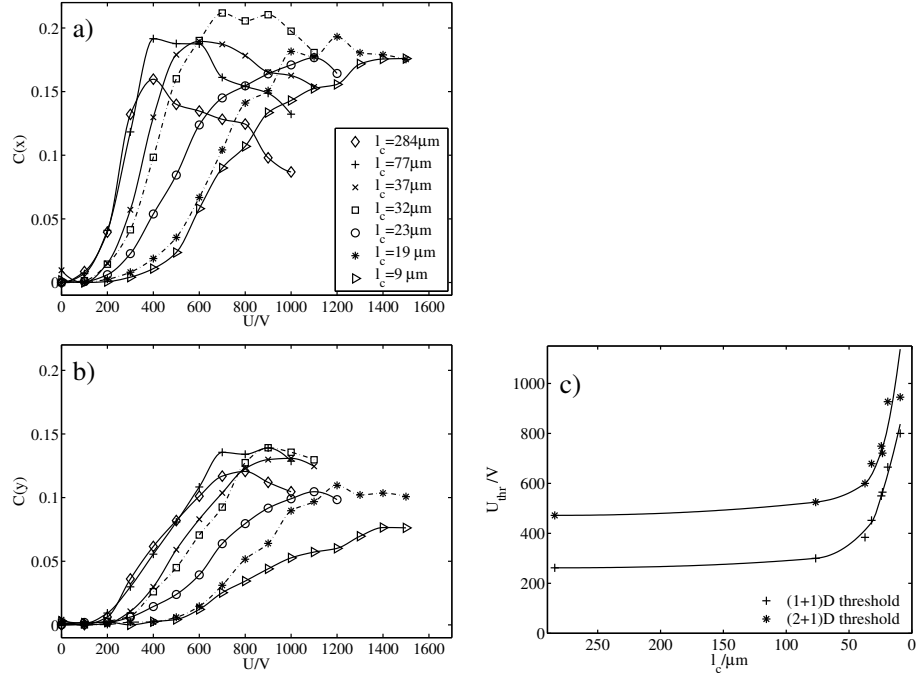 a)
0.2
0.15
0.1
0.05
0
C(x)
0 200 400 600 800 1000 1200 1400 1600
U/V
l_c=284μm
l_c=77μm
l_c=37μm
l_c=32μm
l_c=23μm
l_c=19 μm
l_c=9 μm
b)
0.2
0.15
0.1
0.05
0
C(y)
0 200 400 600 800 1000 1200 1400 1600
U/V
c)
1000
800
600
400
200
0
U_thr/V
250 200 150 100 50 0
l_c/μm
(1+1)D threshold
(2+1)D threshold